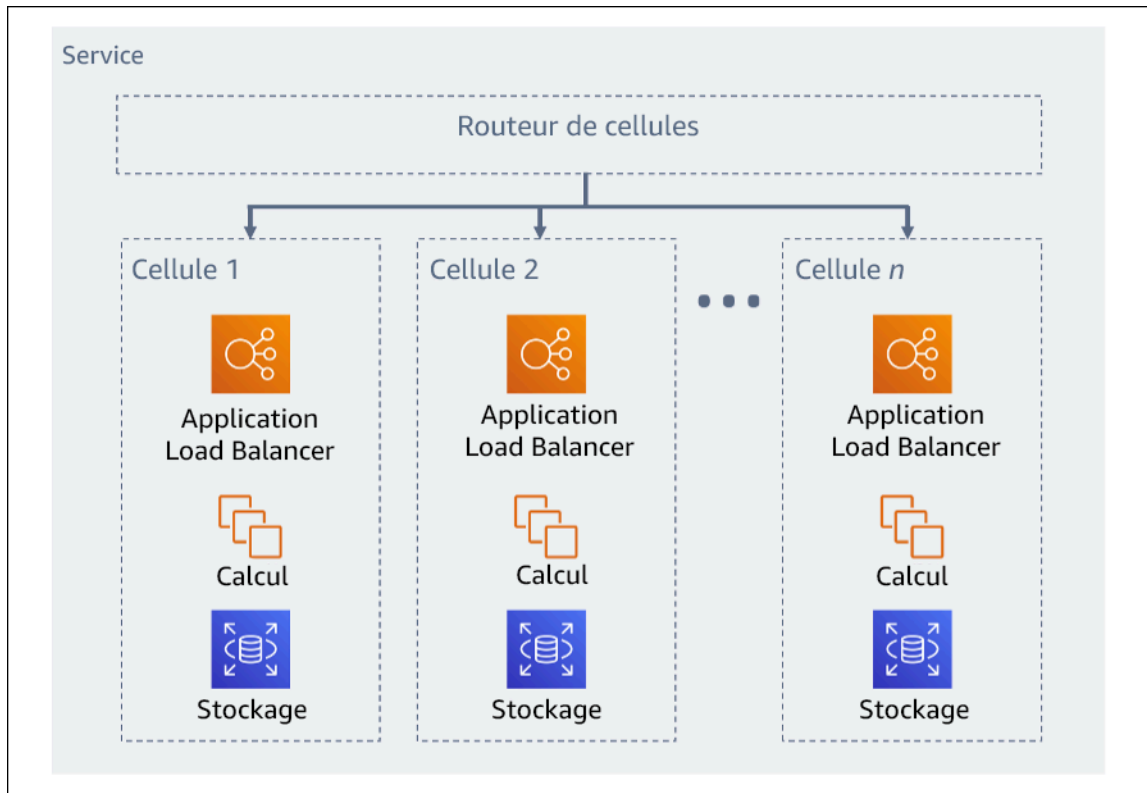 Service
Routeur de cellules
Cellule 1
Cellule 2
Cellule n
Application
Load Balancer
Application
Load Balancer
Application
Load Balancer
Calcul
Calcul
Calcul
Stockage
Stockage
Stockage